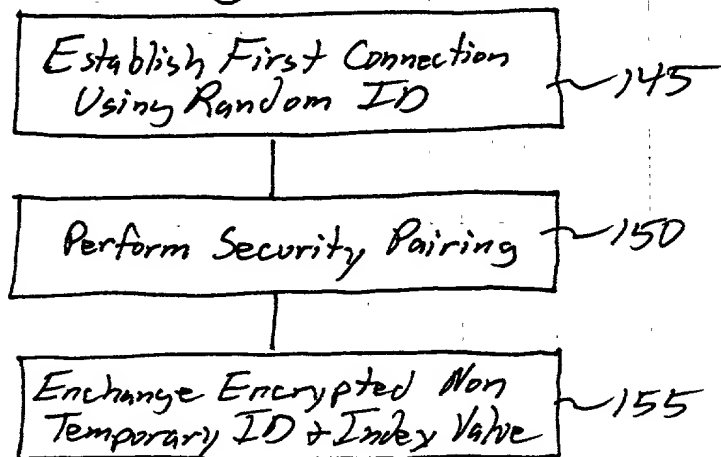 Establish First Connection
Using Random ID
145
Perform Security Pairing
150
Enchange Encrypted Non
Temporary ID + Index Value
155